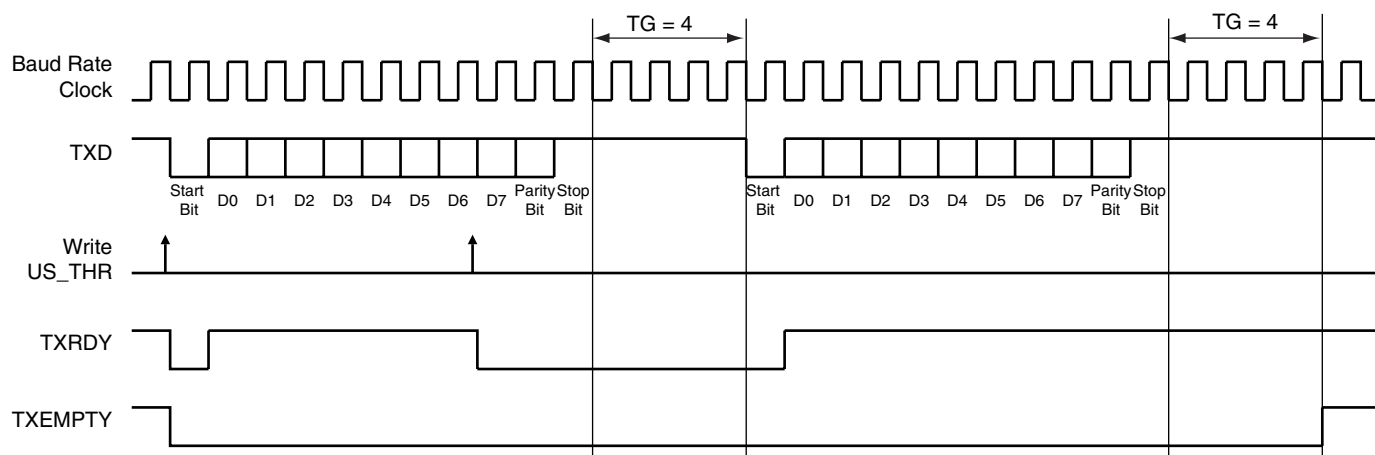 TG = 4
TG = 4
Baud Rate
Clock
TXD
Start
Bit
D0
D1
D2
D3
D4
D5
D6
D7
Parity
Bit
Stop
Bit
Start
Bit
D0
D1
D2
D3
D4
D5
D6
D7
Parity
Bit
Stop
Bit
Write
US_THR
TXRDY
TXEMPTY